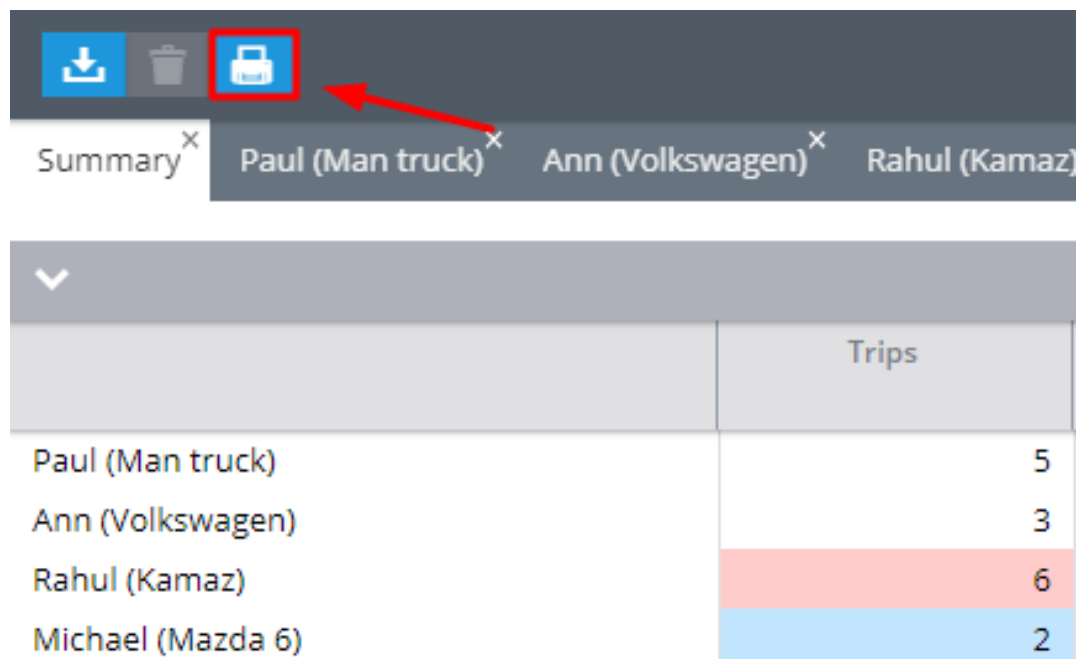 Summary Paul (Man truck) Ann (Volkswagen) Rahul (Kamaz)
Trips
Paul (Man truck) 5
Ann (Volkswagen) 3
Rahul (Kamaz) 6
Michael (Mazda 6) 2